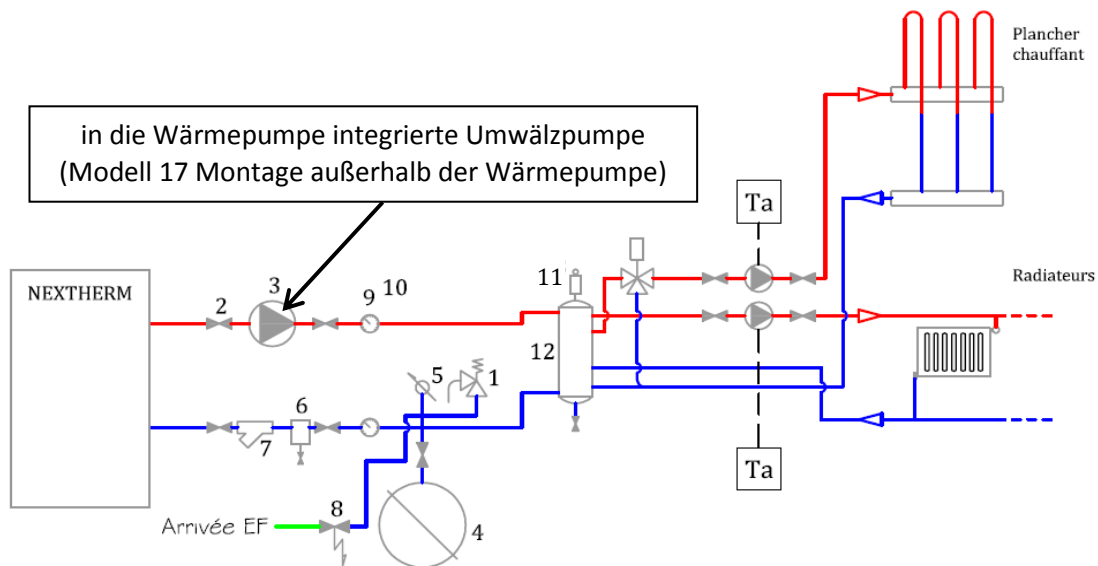 Plancher
chauffant
in die Wärmepumpe integrierte Umwälzpumpe
(Modell 17 Montage außerhalb der Wärmepumpe)
Ta
NEXTHERM
2
3
9
10
11
Radiateurs
12
5
1
6
7
Ta
Arrivée EF
8
4